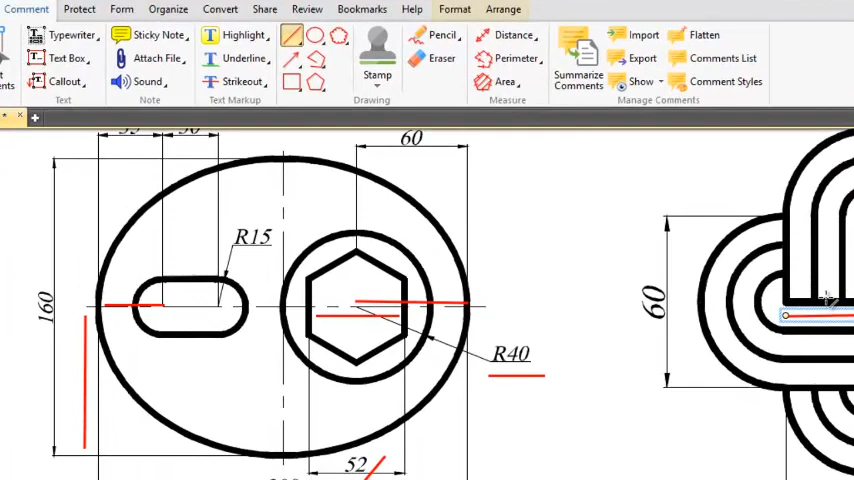 Comment Protect Form Organize Convert Share Review Bookmarks Help Format Arrange
Typewriter Sticky Note Highlight Pencil Distance Import Flatten
Text Box Attach File Underline Eraser Perimeter Export Comments List
Callout Sound Strikeout Stamp Area Summarize Comments Show Comment Styles
Text Note Text Markup Drawing Measure Manage Comments
60
R15
160
60
R40
52